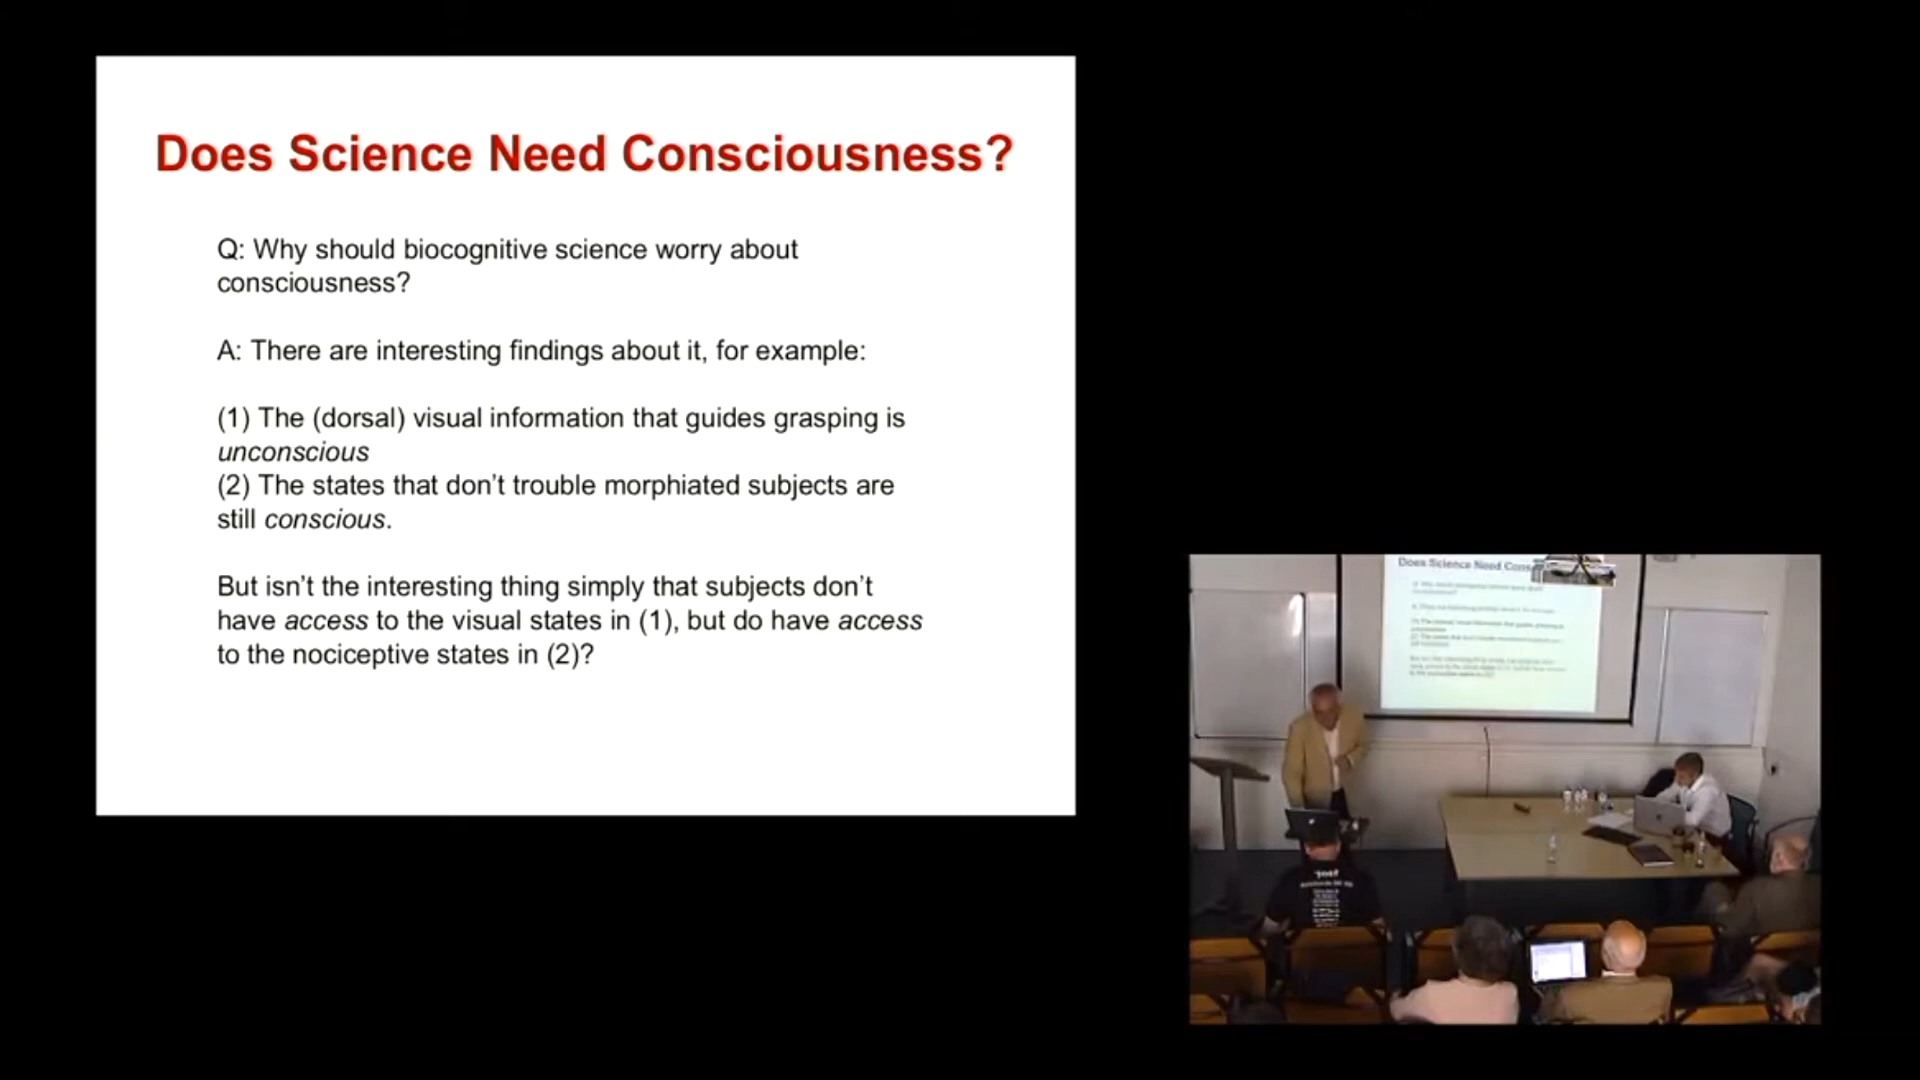 Does Science Need Consciousness?
Q: Why should biocognitive science worry about
consciousness?
A: There are interesting findings about it, for example:
(1) The (dorsal) visual information that guides grasping is
unconscious
(2) The states that don’t trouble morphiated subjects are
still conscious.
But isn’t the interesting thing simply that subjects don’t
have access to the visual states in (1), but do have access
to the nociceptive states in (2)?
Does Science Need Cons